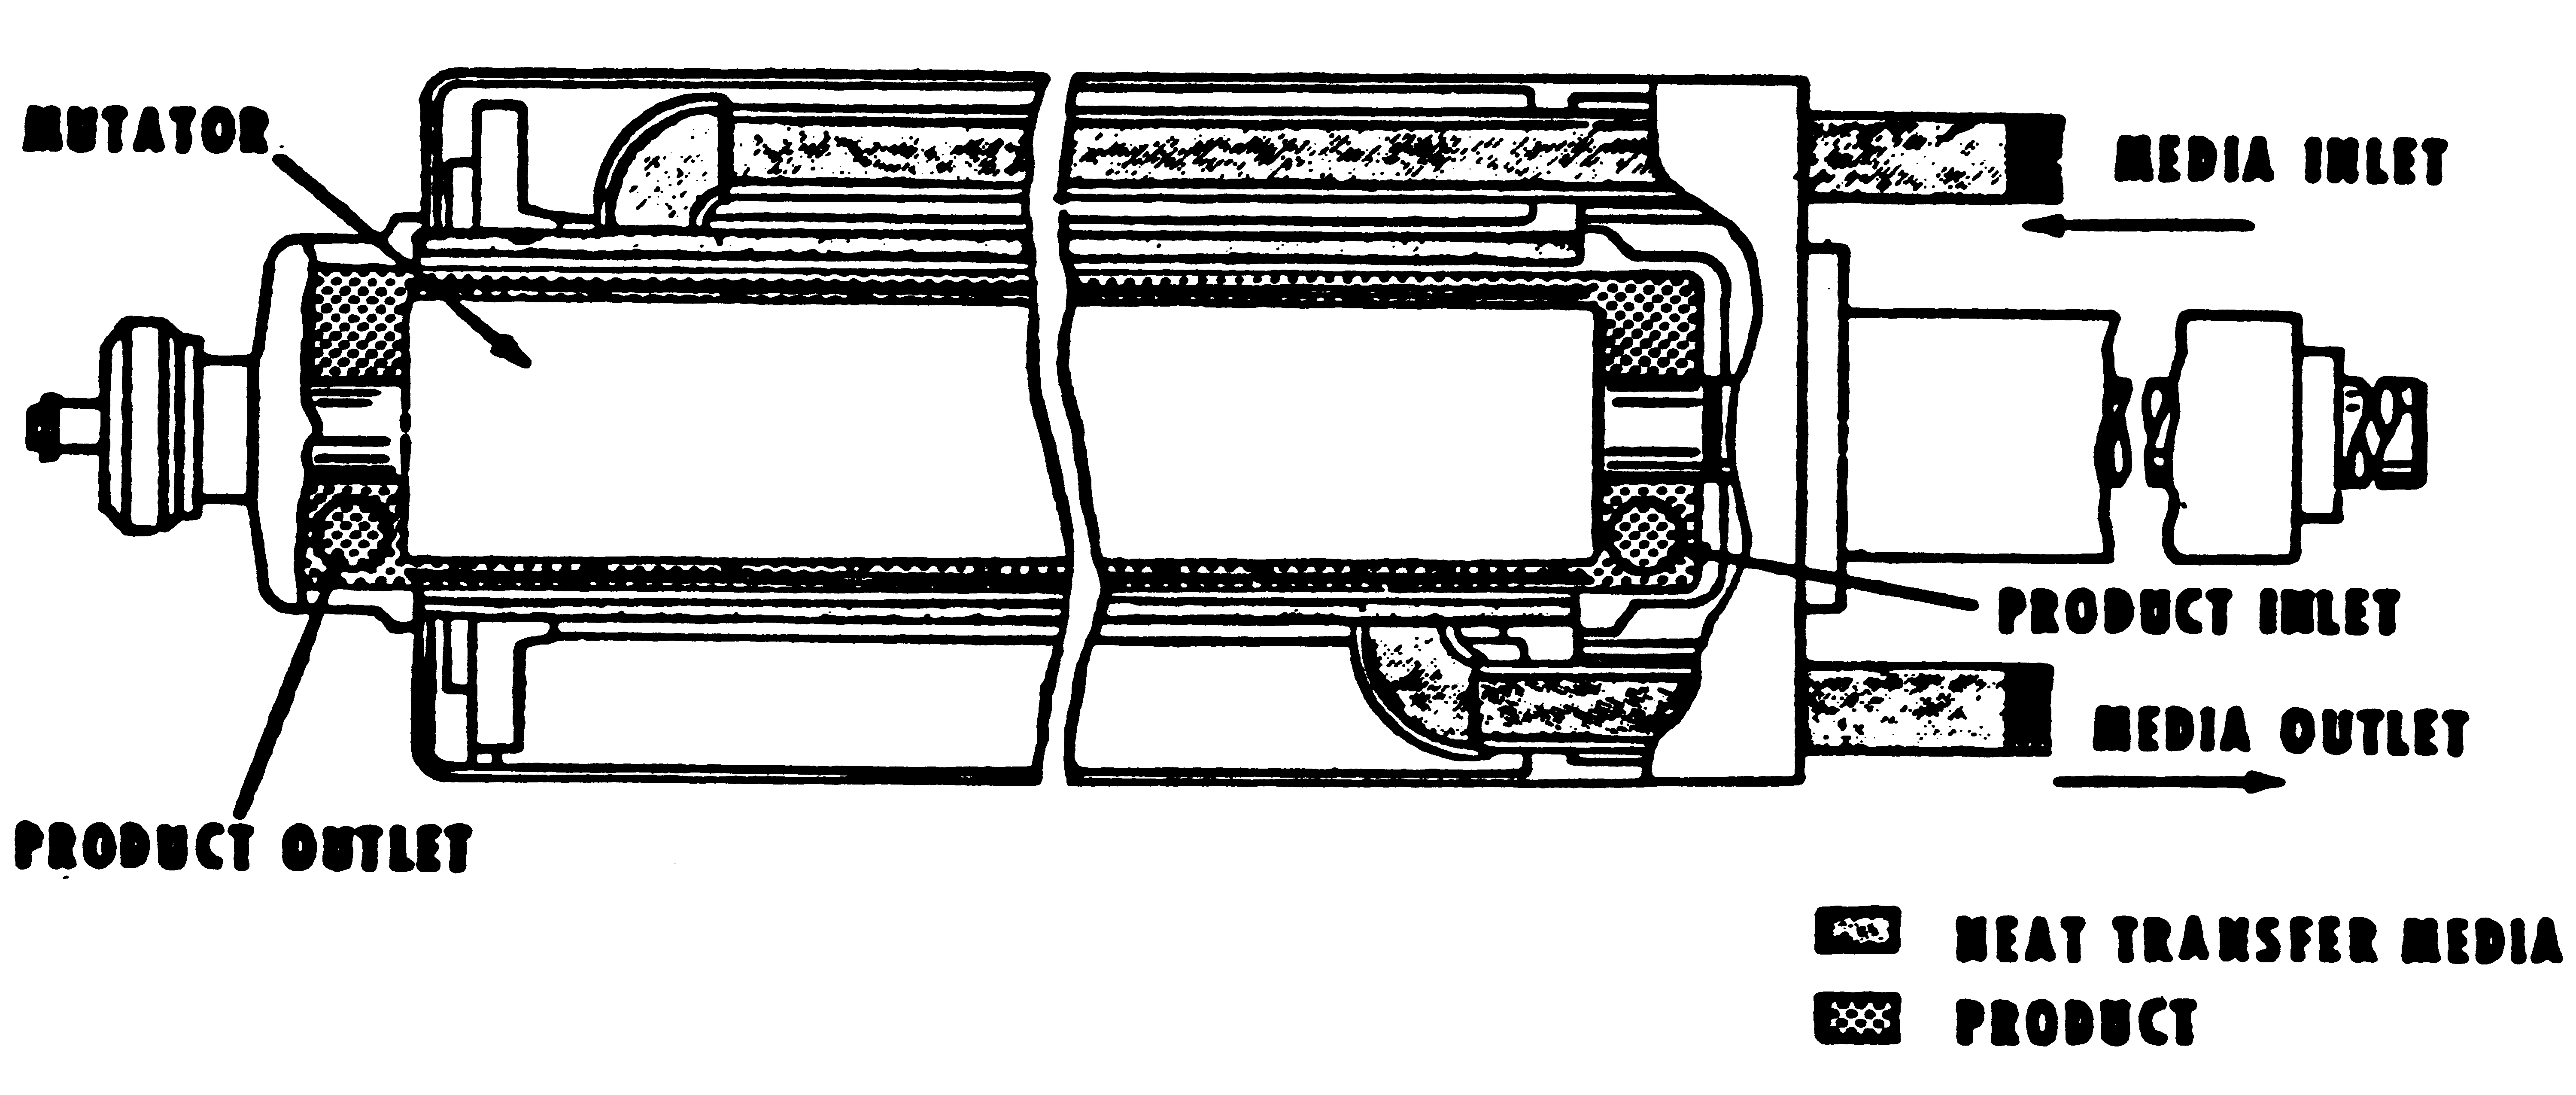 MUTATOR
MEDIA INLET
PRODUCT INLET
MEDIA OUTLET
PRODUCT OUTLET
HEAT TRANSFER MEDIA
PRODUCT